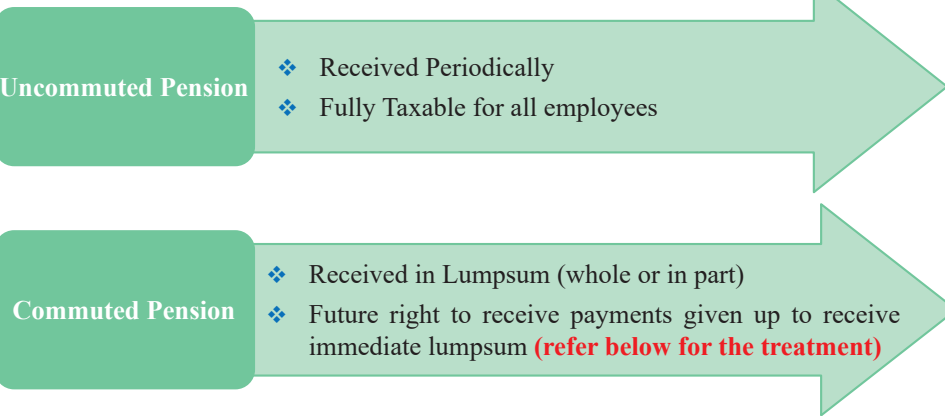 Uncommuted Pension
❖ Received Periodically
❖ Fully Taxable for all employees
Commuted Pension
❖ Received in Lumpsum (whole or in part)
❖ Future right to receive payments given up to receive
immediate lumpsum (refer below for the treatment)